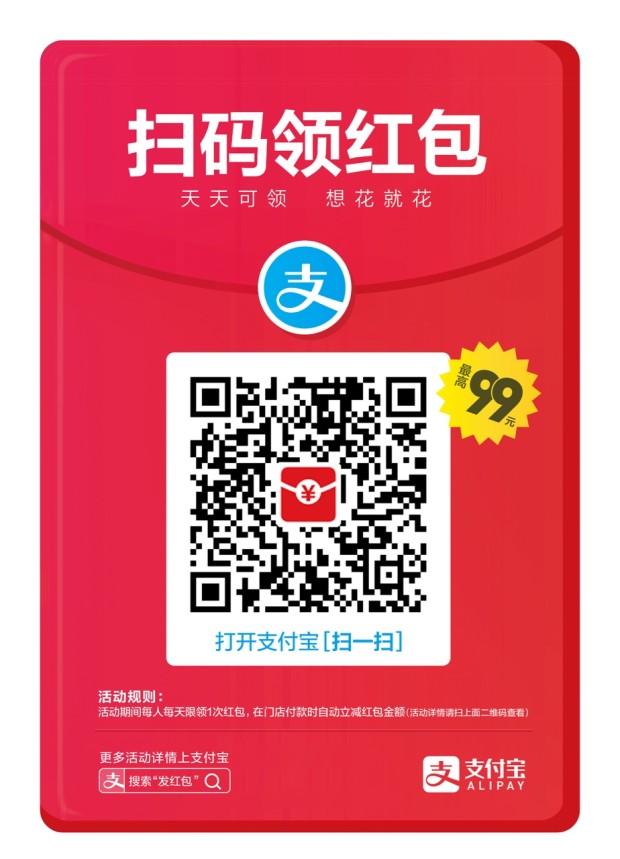 扫码领红包
天天可领 想花就花
支
最高99元
¥
打开支付宝[扫一扫]
活动规则：
活动期间每人每天限领1次红包，在门店付款时自动立减红包金额(活动详情请扫上面二维码查看)
更多活动详情上支付宝
支 搜索“发红包”
支 支付宝
ALIPAY